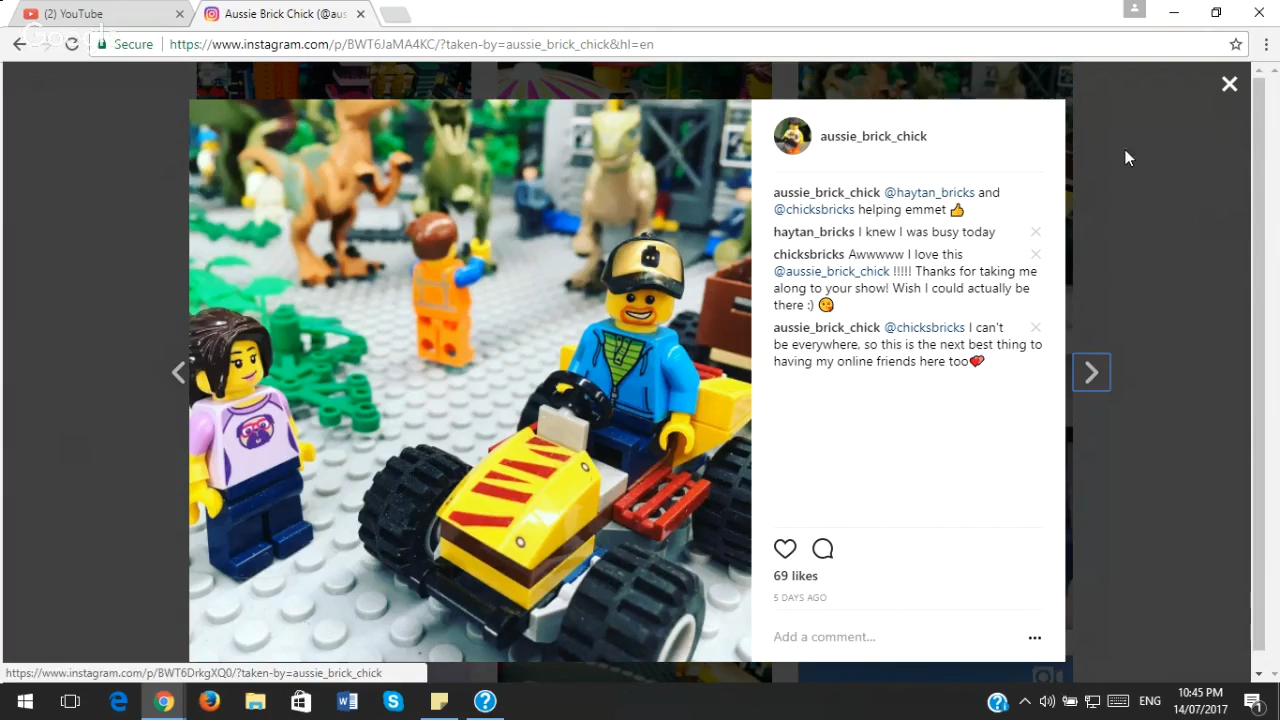 (2) YouTube
Aussie Brick Chick (@aus
Google
Secure
https://www.instagram.com/p/BWT6JaMA4KC/?taken-by=aussie_brick_chick&hl=en
aussie_brick_chick
aussie_brick_chick @haytan_bricks and
@chicksbricks helping emmet 👍
haytan_bricks I knew I was busy today
chicksbricks Awwwww I love this
@aussie_brick_chick !!!!! Thanks for taking me
along to your show! Wish I could actually be
there :) 😘
aussie_brick_chick @chicksbricks I can't
be everywhere, so this is the next best thing to
having my online friends here too💕
69 likes
5 DAYS AGO
Add a comment...
https://www.instagram.com/p/BWT6DrkgXQ0/?taken-by=aussie_brick_chick
ENG
10:45 PM
14/07/2017
1